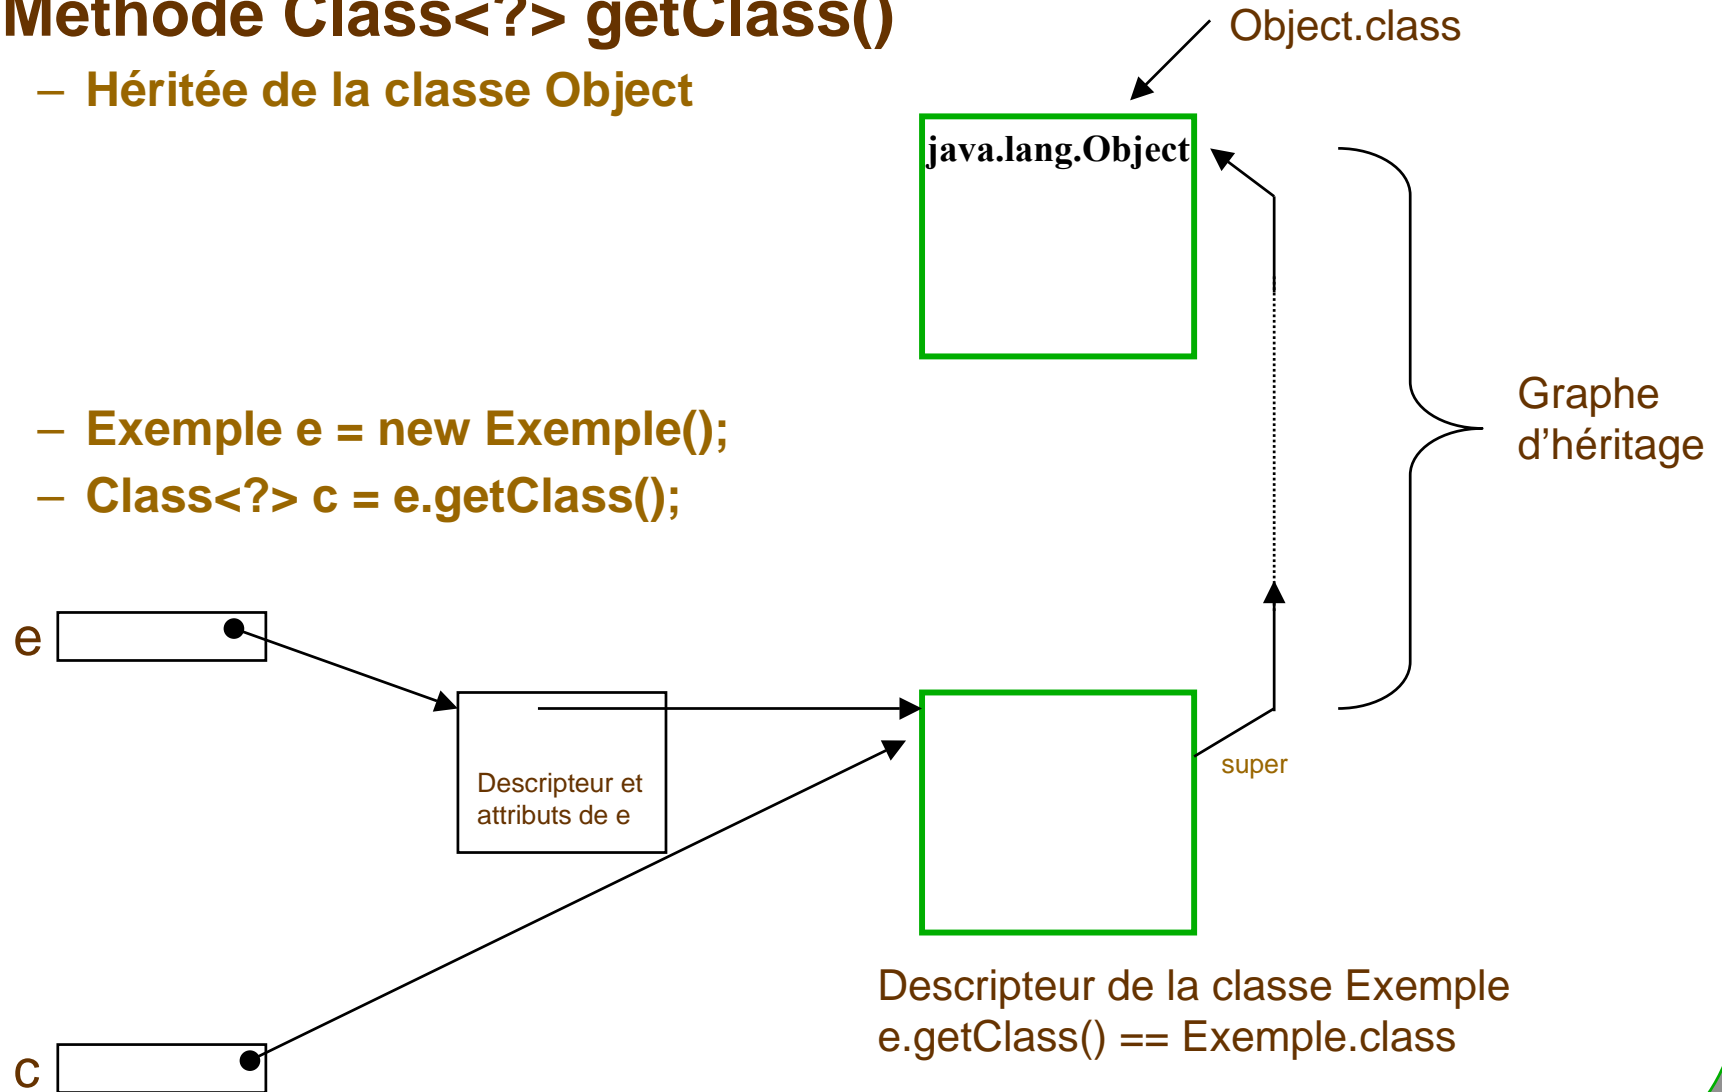 Méthode Class<?> getClass()
– Héritée de la classe Object
Object.class
java.lang.Object
– Exemple e = new Exemple();
– Class<?> c = e.getClass();
Graphe
d’héritage
e
Descripteur et
attributs de e
super
Descripteur de la classe Exemple
e.getClass() == Exemple.class
c